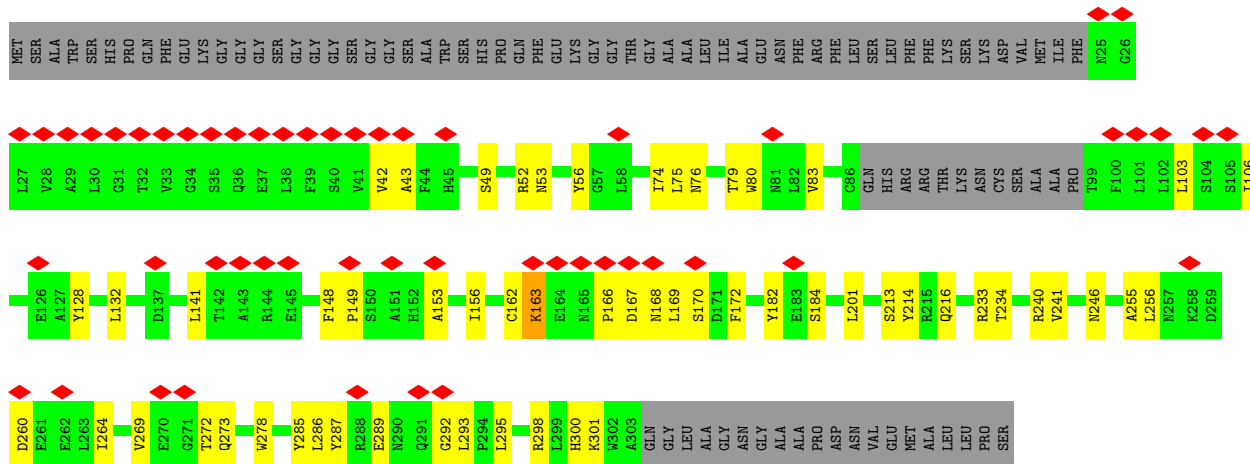 MET SER ALA TRP SER HIS PRO GLN PHE GLU LYS GLY GLY GLY SER GLY GLY GLY SER GLY GLY SER ALA TRP SER HIS PRO GLN PHE GLU LYS GLY GLY THR GLY ALA ALA LEU ILE ALA GLU ASN PHE ARG PHE LEU SER LEU PHE PHE LYS SER LYS ASP VAL MET ILE PHE N25 G26
L27 V28 A29 L30 G31 T32 V33 G34 S35 Q36 E37 L38 F39 S40 V41 V42 A43 F44 H45 S49 R52 N53 Y56 G57 L58 I74 L75 N76 T79 W80 N81 L82 V83 C86 GLN HIS ARG ARG THR LYS ASN CYS SER ALA ALA PRO T99 F100 L101 L102 L103 S104 S105 I106
E126 A127 Y128 L132 D137 L141 T142 A143 R144 E145 F148 P149 S150 A151 H152 A153 I156 C162 K163 E164 N165 P166 D167 N168 L169 S170 D171 F172 Y182 E183 S184 L201 S213 Y214 R215 Q216 R233 T234 R240 V241 N246 A255 L256 N257 K258 D259
D260 E261 E262 L263 I264 V269 E270 G271 T272 Q273 W278 Y285 L286 Y287 R288 E289 N290 Q291 G292 L293 P294 L295 R298 L299 H300 K301 W302 A303 GLN GLY LEU ALA GLY ASN GLY ALA ALA PRO ASP ASN VAL GLU MET ALA LEU LEU PRO SER